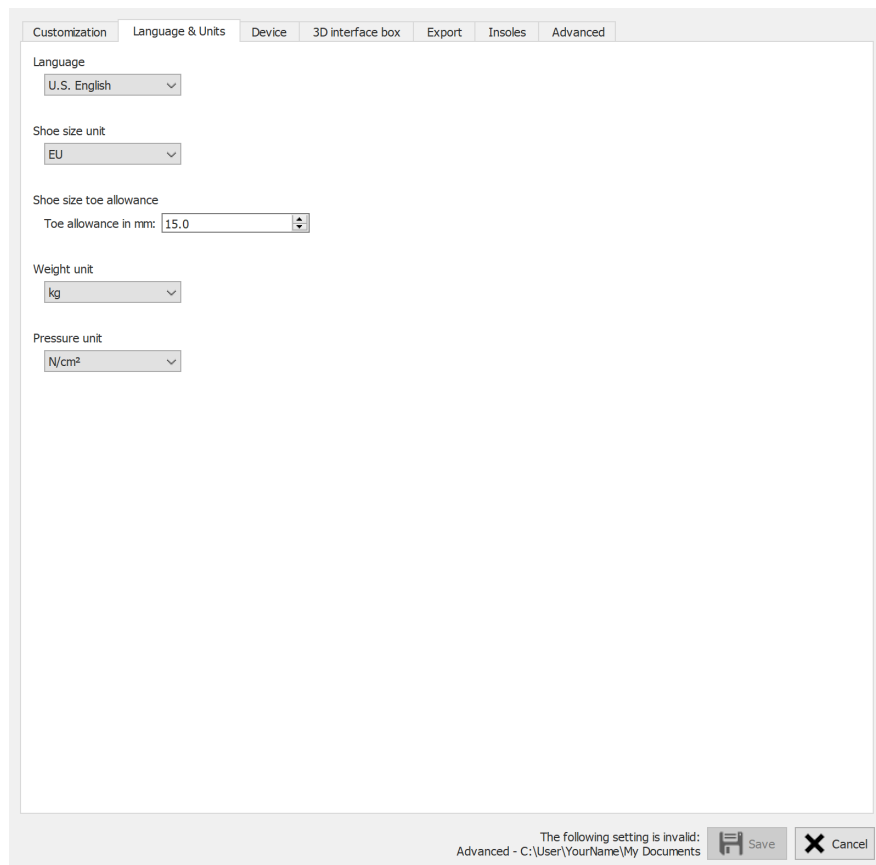 Customization Language & Units Device 3D interface box Export Insoles Advanced
Language
U.S. English
Shoe size unit
EU
Shoe size toe allowance
Toe allowance in mm: 15.0
Weight unit
kg
Pressure unit
N/cm²
The following setting is invalid:
Advanced - C:\User\YourName\My Documents
Save
Cancel